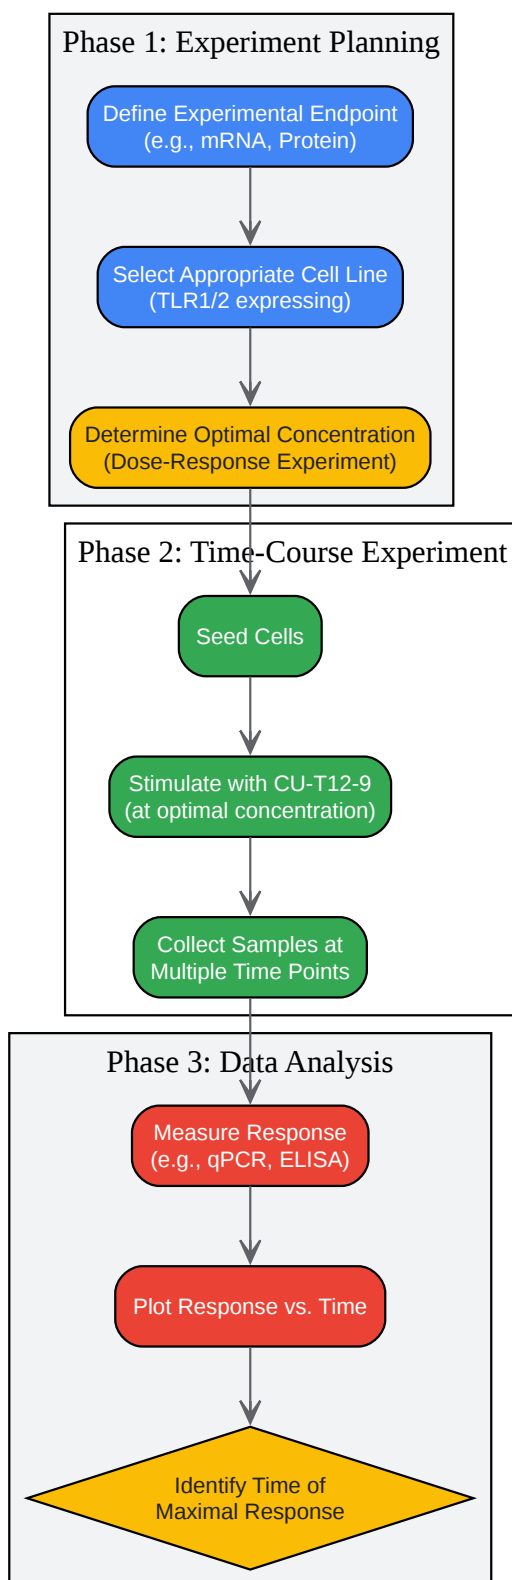 Phase 1: Experiment Planning
Define Experimental Endpoint
(e.g., mRNA, Protein)
Select Appropriate Cell Line
(TLR1/2 expressing)
Determine Optimal Concentration
(Dose-Response Experiment)
Phase 2: Time-Course Experiment
Seed Cells
Stimulate with CU-T12-9
(at optimal concentration)
Collect Samples at
Multiple Time Points
Phase 3: Data Analysis
Measure Response
(e.g., qPCR, ELISA)
Plot Response vs. Time
Identify Time of
Maximal Response